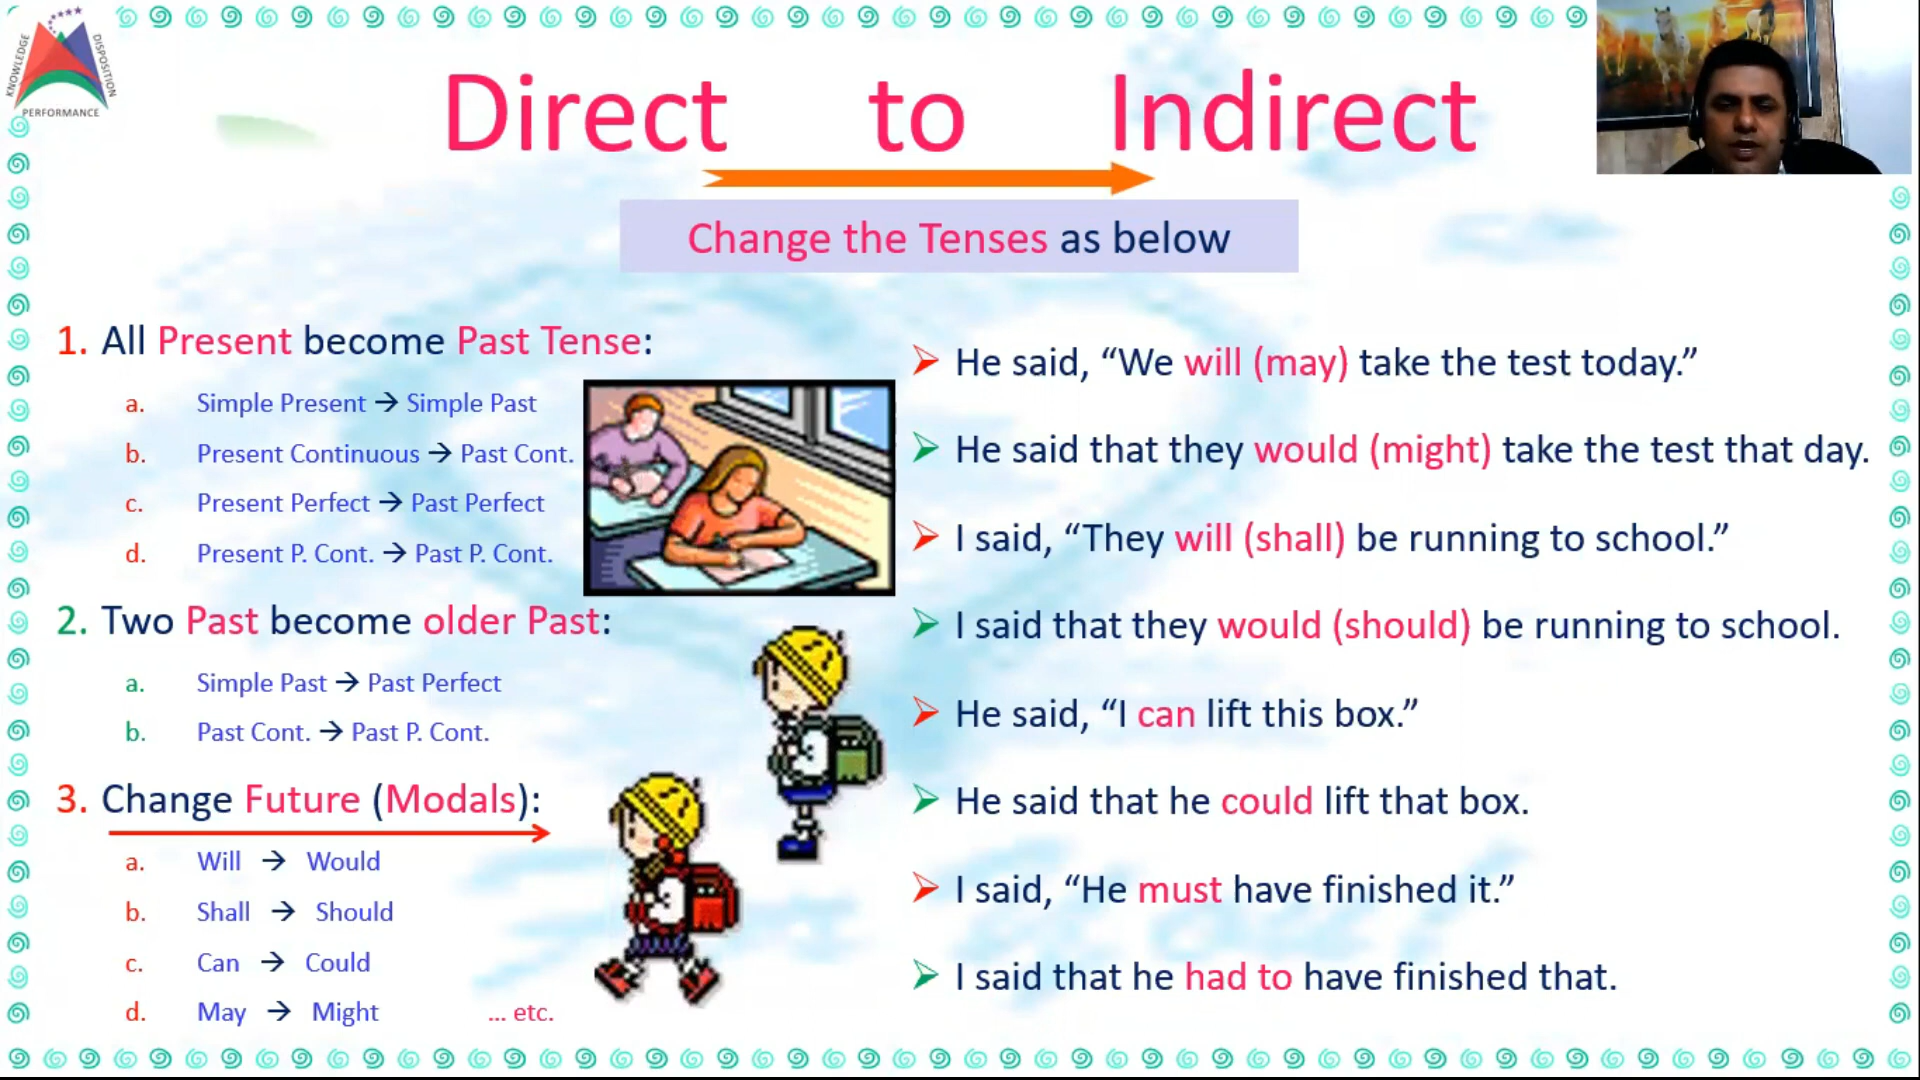 KNOWLEDGE
DISPOSITION
PERFORMANCE
Direct to Indirect
Change the Tenses as below
1. All Present become Past Tense:
a. Simple Present → Simple Past
b. Present Continuous → Past Cont.
c. Present Perfect → Past Perfect
d. Present P. Cont. → Past P. Cont.
2. Two Past become older Past:
a. Simple Past → Past Perfect
b. Past Cont. → Past P. Cont.
3. Change Future (Modals):
a. Will → Would
b. Shall → Should
c. Can → Could
d. May → Might ... etc.
➢ He said, “We will (may) take the test today.”
➢ He said that they would (might) take the test that day.
➢ I said, “They will (shall) be running to school.”
➢ I said that they would (should) be running to school.
➢ He said, “I can lift this box.”
➢ He said that he could lift that box.
➢ I said, “He must have finished it.”
➢ I said that he had to have finished that.